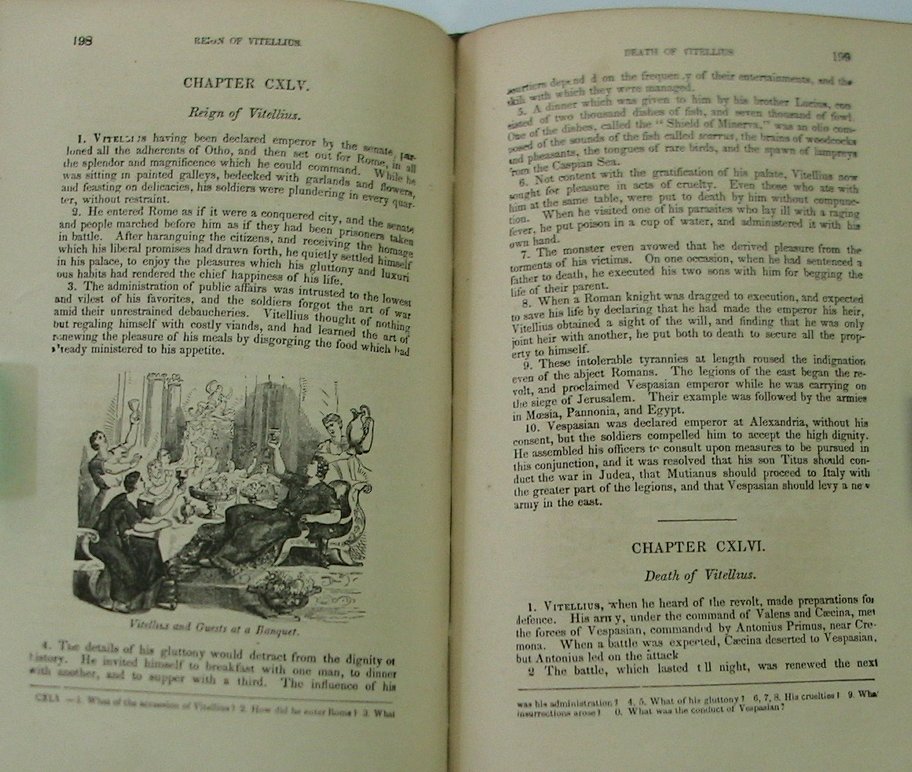 198
REIGN OF VITELLIUS.
CHAPTER CXLV.
Reign of Vitellius.
1. VITELLIUS having been declared emperor by the senate, par-
doned all the adherents of Otho, and then set out for Rome, in all
the splendor and magnificence which he could command. While he
was sitting in painted galleys, bedecked with garlands and flowers,
and feasting on delicacies, his soldiers were plundering in every quar-
ter, without restraint.
2. He entered Rome as if it were a conquered city, and the senate
and people marched before him as if they had been prisoners taken
in battle. After haranguing the citizens, and receiving the homage
which his liberal promises had drawn forth, he quietly settled himself
in his palace, to enjoy the pleasures which his gluttony and luxuri
ous habits had rendered the chief happiness of his life.
3. The administration of public affairs was intrusted to the lowest
and vilest of his favorites, and the soldiers forgot the art of war
amid their unrestrained debaucheries. Vitellius thought of nothing
but regaling himself with costly viands, and had learned the art of
renewing the pleasure of his meals by disgorging the food which had
already ministered to his appetite.
Vitellius and Guests at a Banquet.
4. The details of his gluttony would detract from the dignity of
history. He invited himself to breakfast with one man, to dinner
with another, and to supper with a third. The influence of his
CXLV.—1. What of the accession of Vitellius? 2. How did he enter Rome? 3. What
DEATH OF VITELLIUS
199
courtiers depend d on the frequency of their entertainments, and the
skill with which they were managed.
5. A dinner which was given to him by his brother Lucius, con
sisted of two thousand dishes of fish, and seven thousand of fowl.
One of the dishes, called the "Shield of Minerva," was an olio com-
posed of the sounds of the fish called scarrus, the brains of woodcocks
and pheasants, the tongues of rare birds, and the spawn of lampreys
from the Caspian Sea.
6. Not content with the gratification of his palate, Vitellius now
sought for pleasure in acts of cruelty. Even those who ate with
him at the same table, were put to death by him without compunc-
tion. When he visited one of his parasites who lay ill with a raging
fever, he put poison in a cup of water, and administered it with his
own hand.
7. The monster even avowed that he derived pleasure from the
torments of his victims. On one occasion, when he had sentenced a
father to death, he executed his two sons with him for begging the
life of their parent.
8. When a Roman knight was dragged to execution, and expected
to save his life by declaring that he had made the emperor his heir,
Vitellius obtained a sight of the will, and finding that he was only
joint heir with another, he put both to death to secure all the prop-
erty to himself.
9. These intolerable tyrannies at length roused the indignation
even of the abject Romans. The legions of the east began the re-
volt, and proclaimed Vespasian emperor while he was carrying on
the siege of Jerusalem. Their example was followed by the armies
in Mœsia, Pannonia, and Egypt.
10. Vespasian was declared emperor at Alexandria, without his
consent, but the soldiers compelled him to accept the high dignity.
He assembled his officers to consult upon measures to be pursued in
this conjunction, and it was resolved that his son Titus should con-
duct the war in Judea, that Mutianus should proceed to Italy with
the greater part of the legions, and that Vespasian should levy a new
army in the east.
CHAPTER CXLVI.
Death of Vitellius.
1. VITELLIUS, when he heard of the revolt, made preparations for
defence. His army, under the command of Valens and Cæcina, met
the forces of Vespasian, commanded by Antonius Primus, near Cre-
mona. When a battle was expected, Cæcina deserted to Vespasian,
but Antonius led on the attack
2 The battle, which lasted till night, was renewed the next
was his administration? 4, 5. What of his gluttony? 6, 7, 8. His cruelties? 9. What
insurrections arose? 0. What was the conduct of Vespasian?